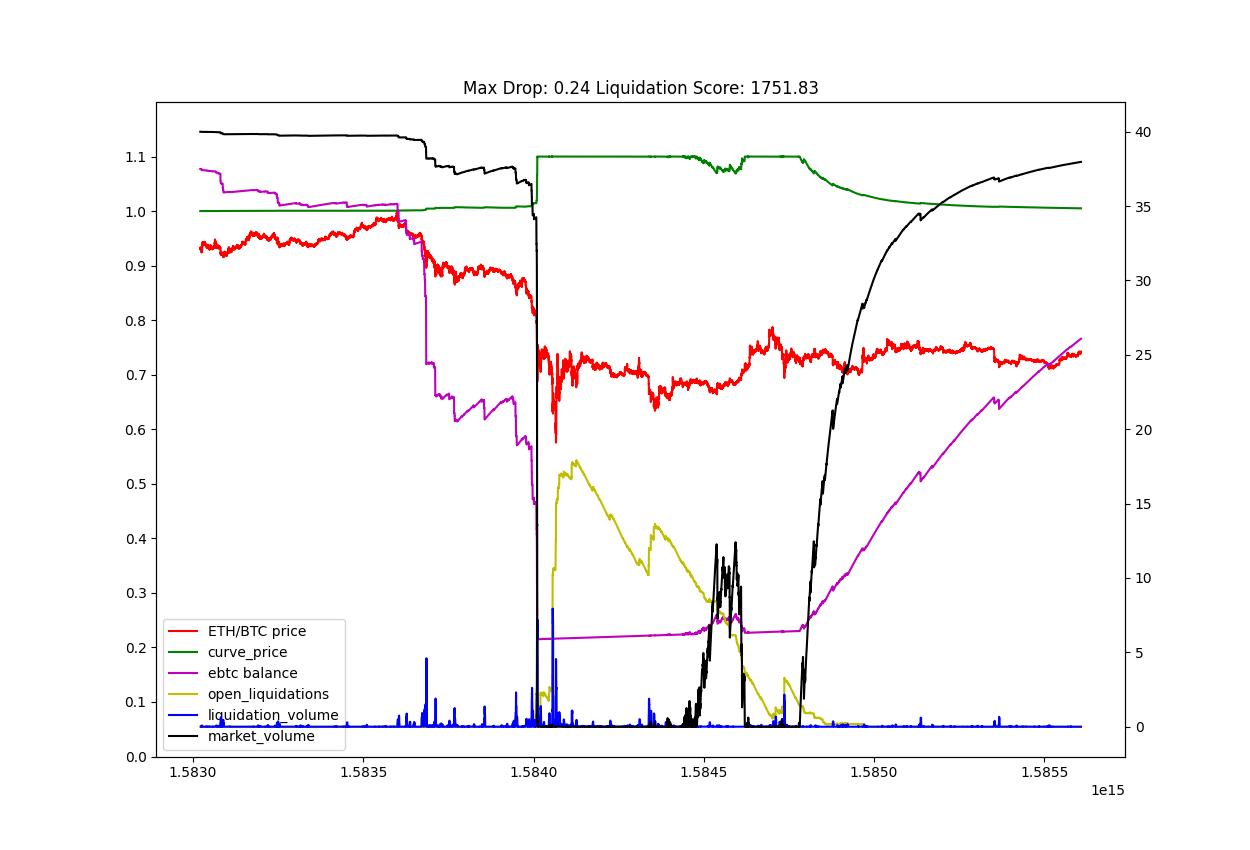 Max Drop: 0.24 Liquidation Score: 1751.83
1.1
1.0
0.9
0.8
0.7
0.6
0.5
0.4
0.3
0.2
0.1
0.0
40
35
30
25
20
15
10
5
0
ETH/BTC price
curve_price
ebtc balance
open_liquidations
liquidation_volume
market_volume
1.5830 1.5835 1.5840 1.5845 1.5850 1.5855
1e15